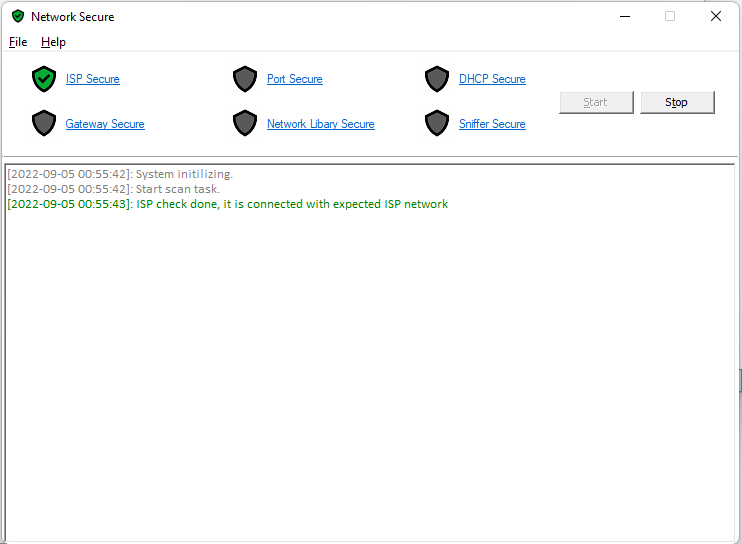 Network Secure
File Help
ISP Secure Port Secure DHCP Secure
Start Stop
Gateway Secure Network Libary Secure Sniffer Secure
[2022-09-05 00:55:42]: System initilizing.
[2022-09-05 00:55:42]: Start scan task.
[2022-09-05 00:55:43]: ISP check done, it is connected with expected ISP network